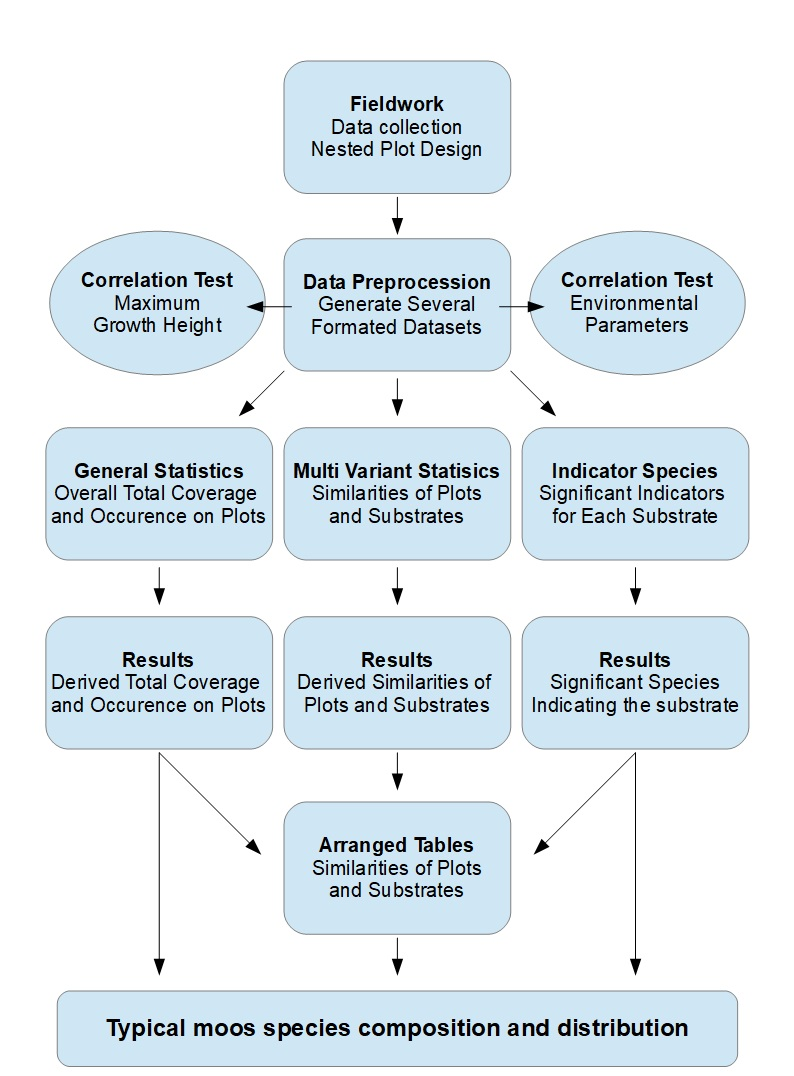 Fieldwork
Data collection
Nested Plot Design
Correlation Test
Maximum
Growth Height
Data Preprocession
Generate Several
Formated Datasets
Correlation Test
Environmental
Parameters
General Statistics
Overall Total Coverage
and Occurence on Plots
Multi Variant Statisics
Similarities of Plots
and Substrates
Indicator Species
Significant Indicators
for Each Substrate
Results
Derived Total Coverage
and Occurence on Plots
Results
Derived Similarities of
Plots and Substrates
Results
Significant Species
Indicating the substrate
Arranged Tables
Similarities of Plots
and Substrates
Typical moos species composition and distribution